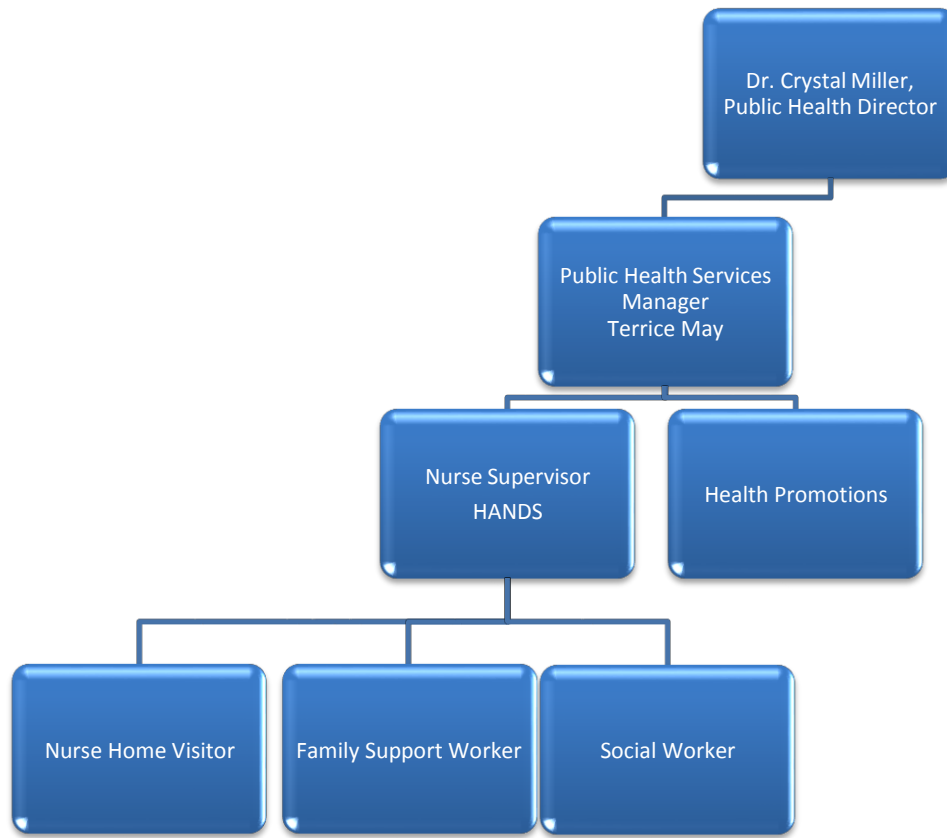 Dr. Crystal Miller,
Public Health Director
Public Health Services
Manager
Terrice May
Nurse Supervisor
HANDS
Health Promotions
Nurse Home Visitor
Family Support Worker
Social Worker